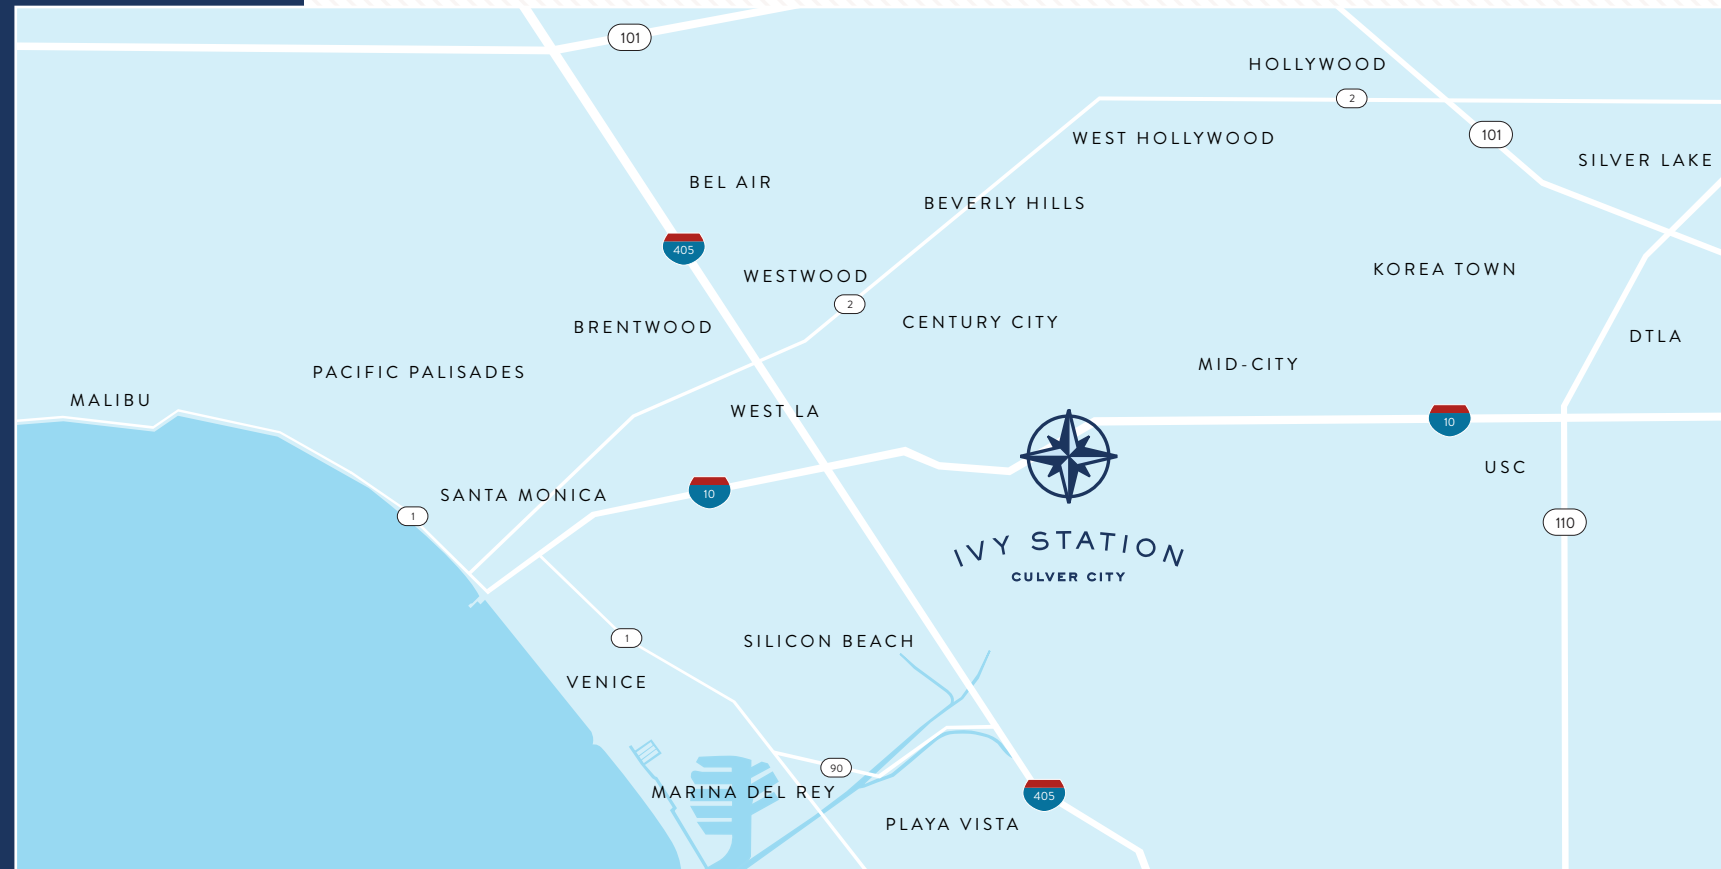 101
HOLLYWOOD
2
WEST HOLLYWOOD
101
SILVER LAKE
BEL AIR
BEVERLY HILLS
405
WESTWOOD
KOREA TOWN
2
BRENTWOOD
CENTURY CITY
DTLA
PACIFIC PALISADES
MID-CITY
MALIBU
WEST LA
10
USC
SANTA MONICA
10
1
110
IVY STATION
CULVER CITY
1
SILICON BEACH
VENICE
90
MARINA DEL REY
405
PLAYA VISTA